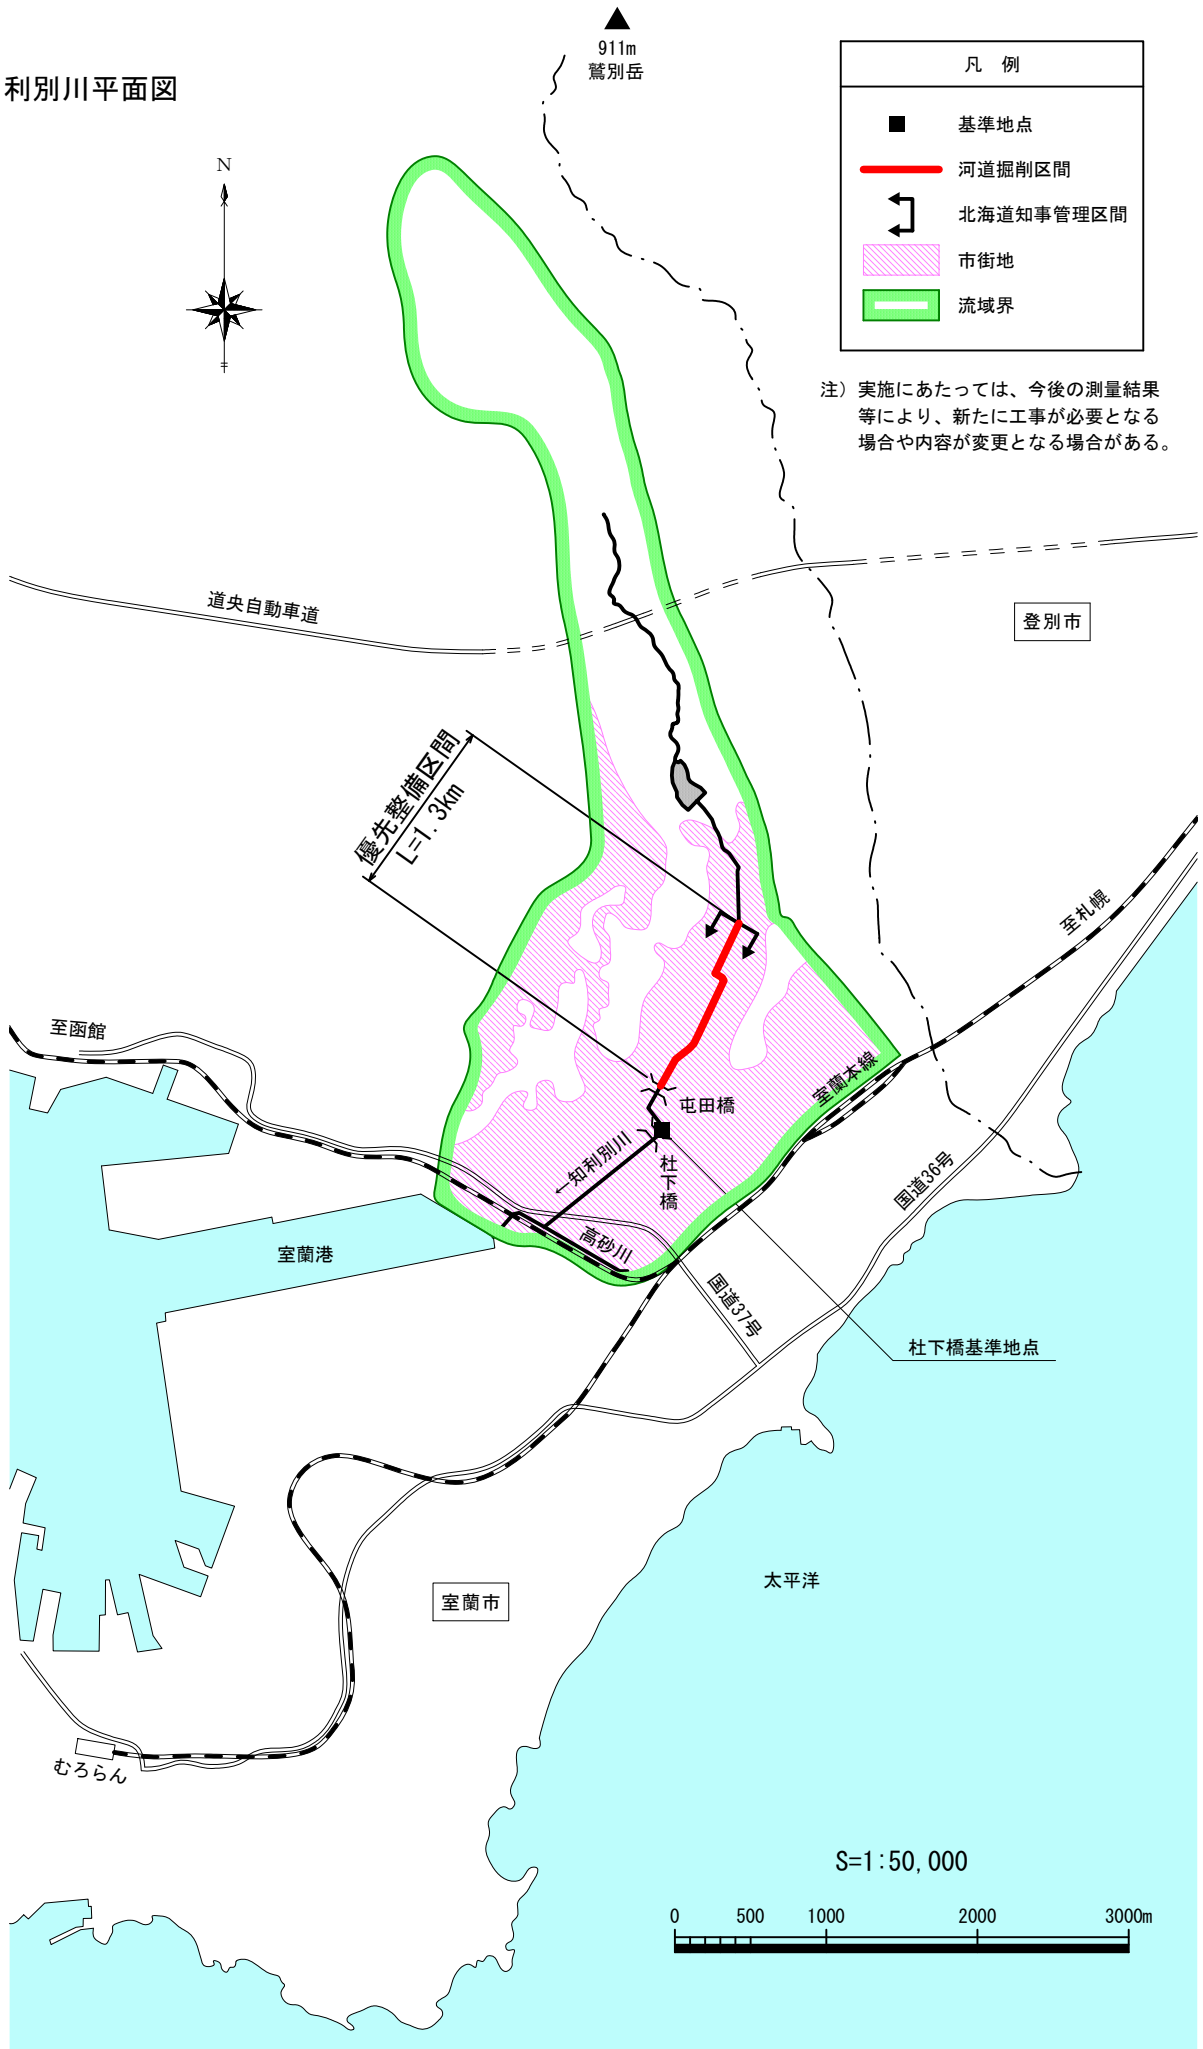 利別川平面図
911m
鷲別岳
凡 例
基準地点
河道掘削区間
北海道知事管理区間
市街地
流域界
注) 実施にあたっては、今後の測量結果
等により、新たに工事が必要となる
場合や内容が変更となる場合がある。
N
道央自動車道
登別市
優先整備区間
L=1.3km
至札幌
至函館
室蘭本線
屯田橋
←知利別川
杜下橋
国道36号
室蘭港
高砂川
国道37号
杜下橋基準地点
太平洋
室蘭市
むろらん
S=1:50,000
0 500 1000 2000 3000m